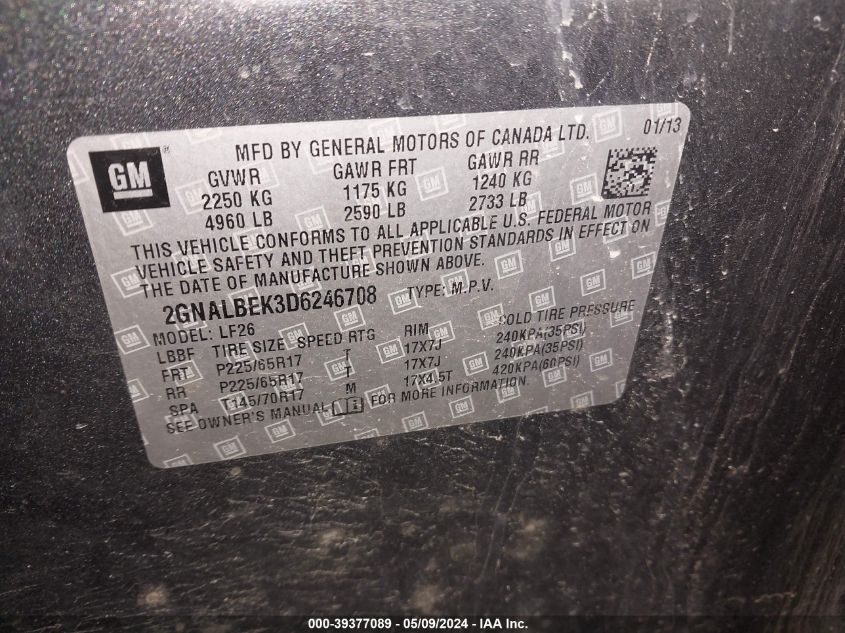 GM
MFD BY GENERAL MOTORS OF CANADA LTD. 01/13
GVWR GAWR FRT GAWR RR
2250 KG 1175 KG 1240 KG
4960 LB 2590 LB 2733 LB
THIS VEHICLE CONFORMS TO ALL APPLICABLE U.S. FEDERAL MOTOR
VEHICLE SAFETY AND THEFT PREVENTION STANDARDS IN EFFECT ON
THE DATE OF MANUFACTURE SHOWN ABOVE.
2GNALBEK3D6246708 TYPE: M.P.V.
MODEL: LF26
LBBF TIRE SIZE SPEED RTG RIM COLD TIRE PRESSURE
FRT P225/65R17 T 17X7J 240KPA(35PSI)
RR P225/65R17 T 17X7J 240KPA(35PSI)
SPA T145/70R17 M 17X4.5T 420KPA(60PSI)
SEE OWNER'S MANUAL FOR MORE INFORMATION.
000-39377089 - 05/09/2024 - IAA Inc.